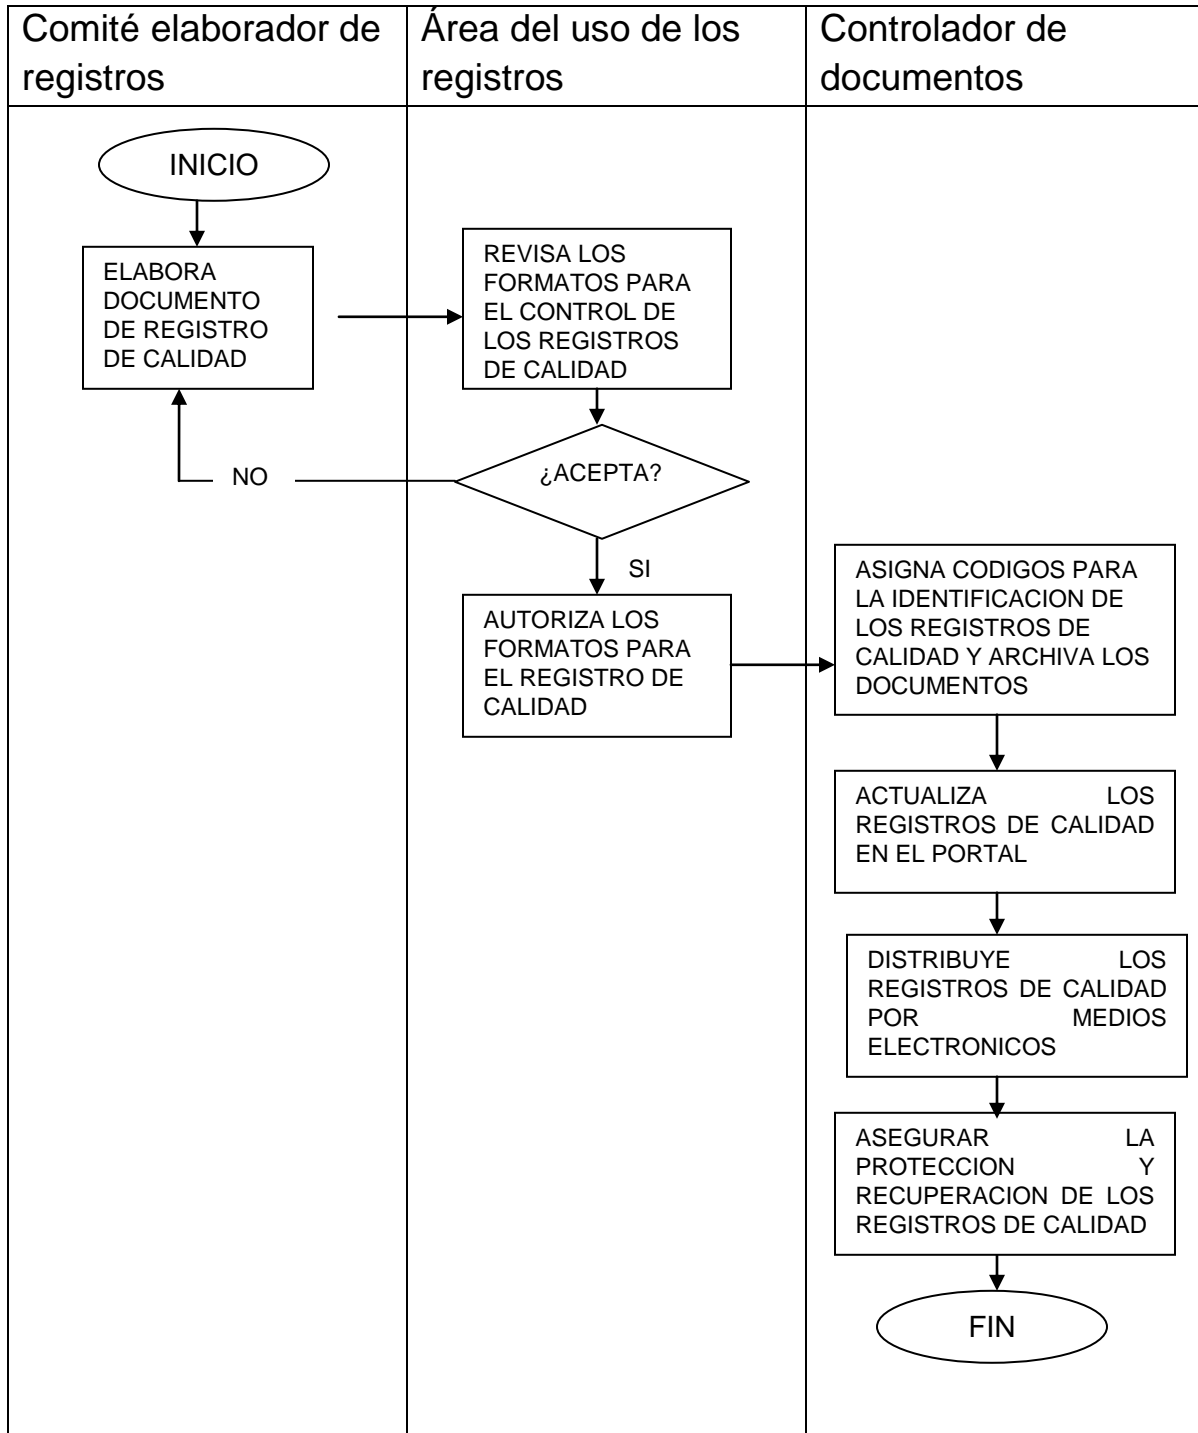 Comité elaborador de
registros
Área del uso de los
registros
Controlador de
documentos
INICIO
ELABORA
DOCUMENTO
DE REGISTRO
DE CALIDAD
REVISA LOS
FORMATOS PARA
EL CONTROL DE
LOS REGISTROS
DE CALIDAD
¿ACEPTA?
NO
SI
AUTORIZA LOS
FORMATOS PARA
EL REGISTRO DE
CALIDAD
ASIGNA CODIGOS PARA
LA IDENTIFICACION DE
LOS REGISTROS DE
CALIDAD Y ARCHIVA LOS
DOCUMENTOS
ACTUALIZA LOS
REGISTROS DE CALIDAD
EN EL PORTAL
DISTRIBUYE LOS
REGISTROS DE CALIDAD
POR MEDIOS
ELECTRONICOS
ASEGURAR LA
PROTECCION Y
RECUPERACION DE LOS
REGISTROS DE CALIDAD
FIN